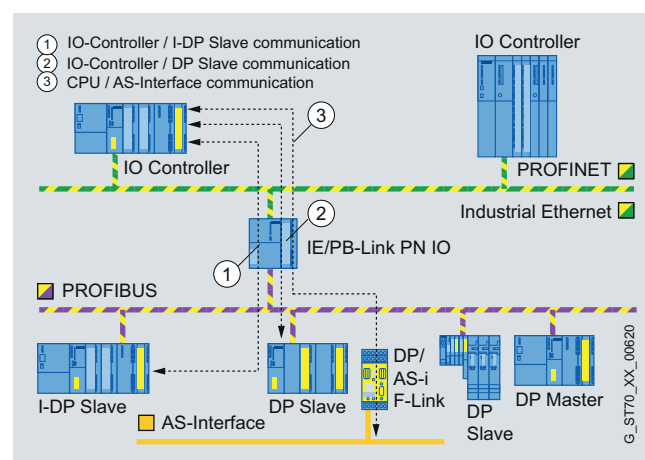 1 IO-Controller / I-DP Slave communication
2 IO-Controller / DP Slave communication
3 CPU / AS-Interface communication
IO Controller
3
IO Controller
PROFINET
Industrial Ethernet
2
IE/PB-Link PN IO
1
PROFIBUS
I-DP Slave
DP Slave
DP/
AS-i
F-Link
DP
Slave
DP Master
AS-Interface
G_ST70_XX_00620